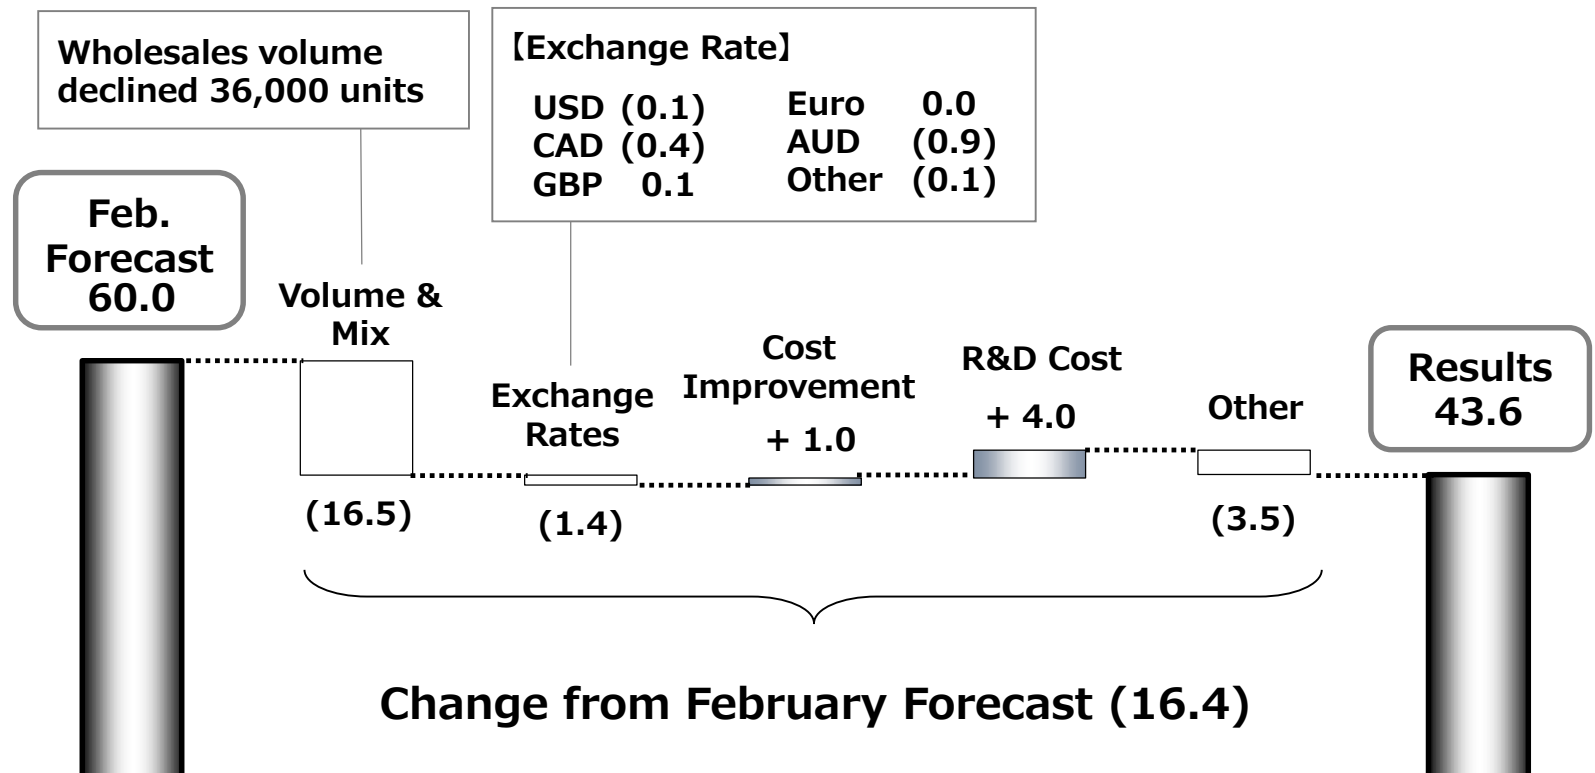 Wholesales volume
declined 36,000 units
【Exchange Rate】
USD (0.1) Euro 0.0
CAD (0.4) AUD (0.9)
GBP 0.1 Other (0.1)
Feb.
Forecast
60.0
Volume &
Mix
(16.5)
Exchange
Rates
(1.4)
Cost
Improvement
+ 1.0
R&D Cost
+ 4.0
Other
(3.5)
Results
43.6
Change from February Forecast (16.4)